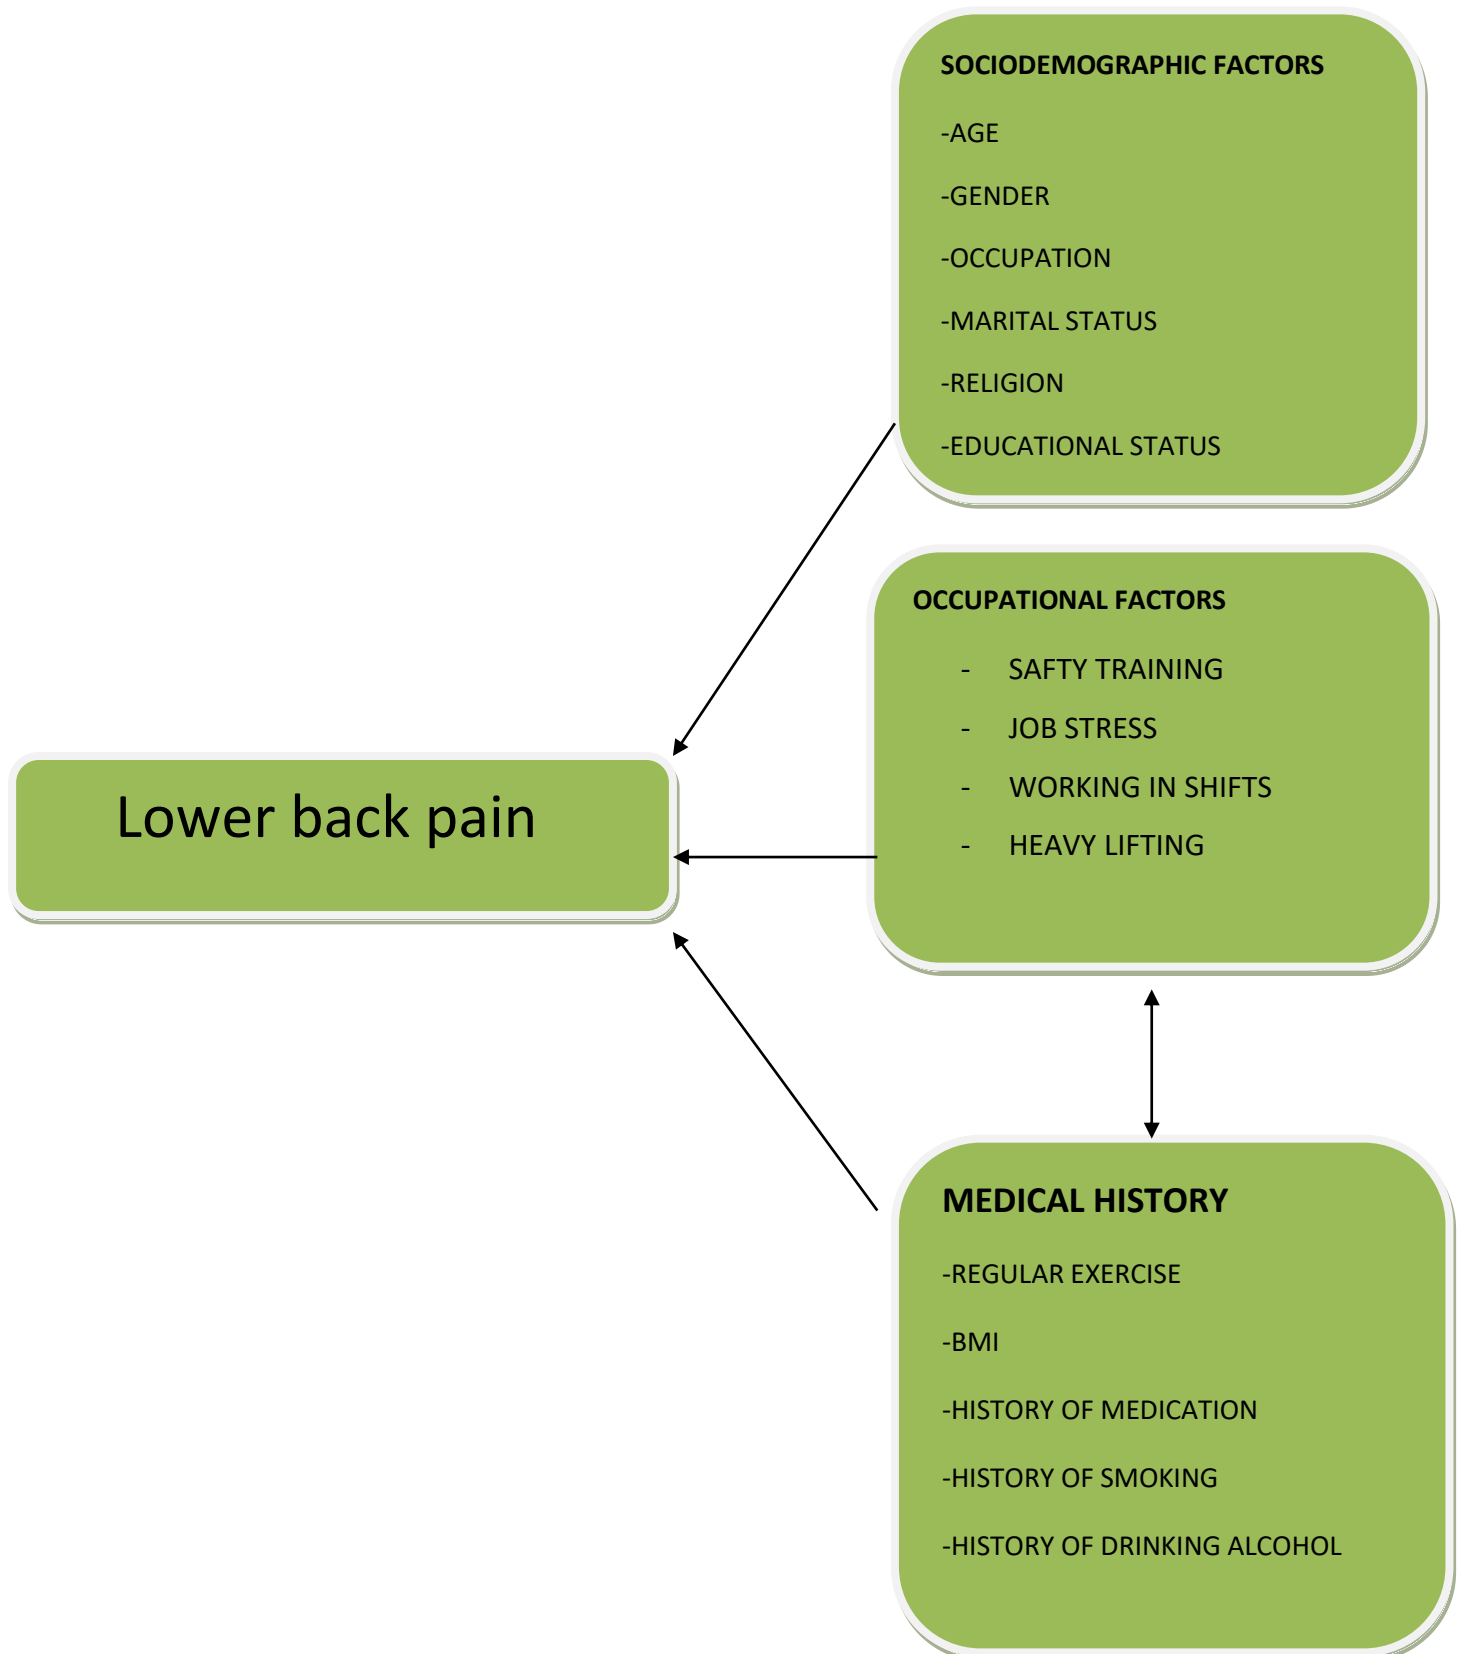 SOCIODEMOGRAPHIC FACTORS
-AGE
-GENDER
-OCCUPATION
-MARITAL STATUS
-RELIGION
-EDUCATIONAL STATUS
OCCUPATIONAL FACTORS
- SAFTY TRAINING
- JOB STRESS
- WORKING IN SHIFTS
- HEAVY LIFTING
Lower back pain
MEDICAL HISTORY
-REGULAR EXERCISE
-BMI
-HISTORY OF MEDICATION
-HISTORY OF SMOKING
-HISTORY OF DRINKING ALCOHOL